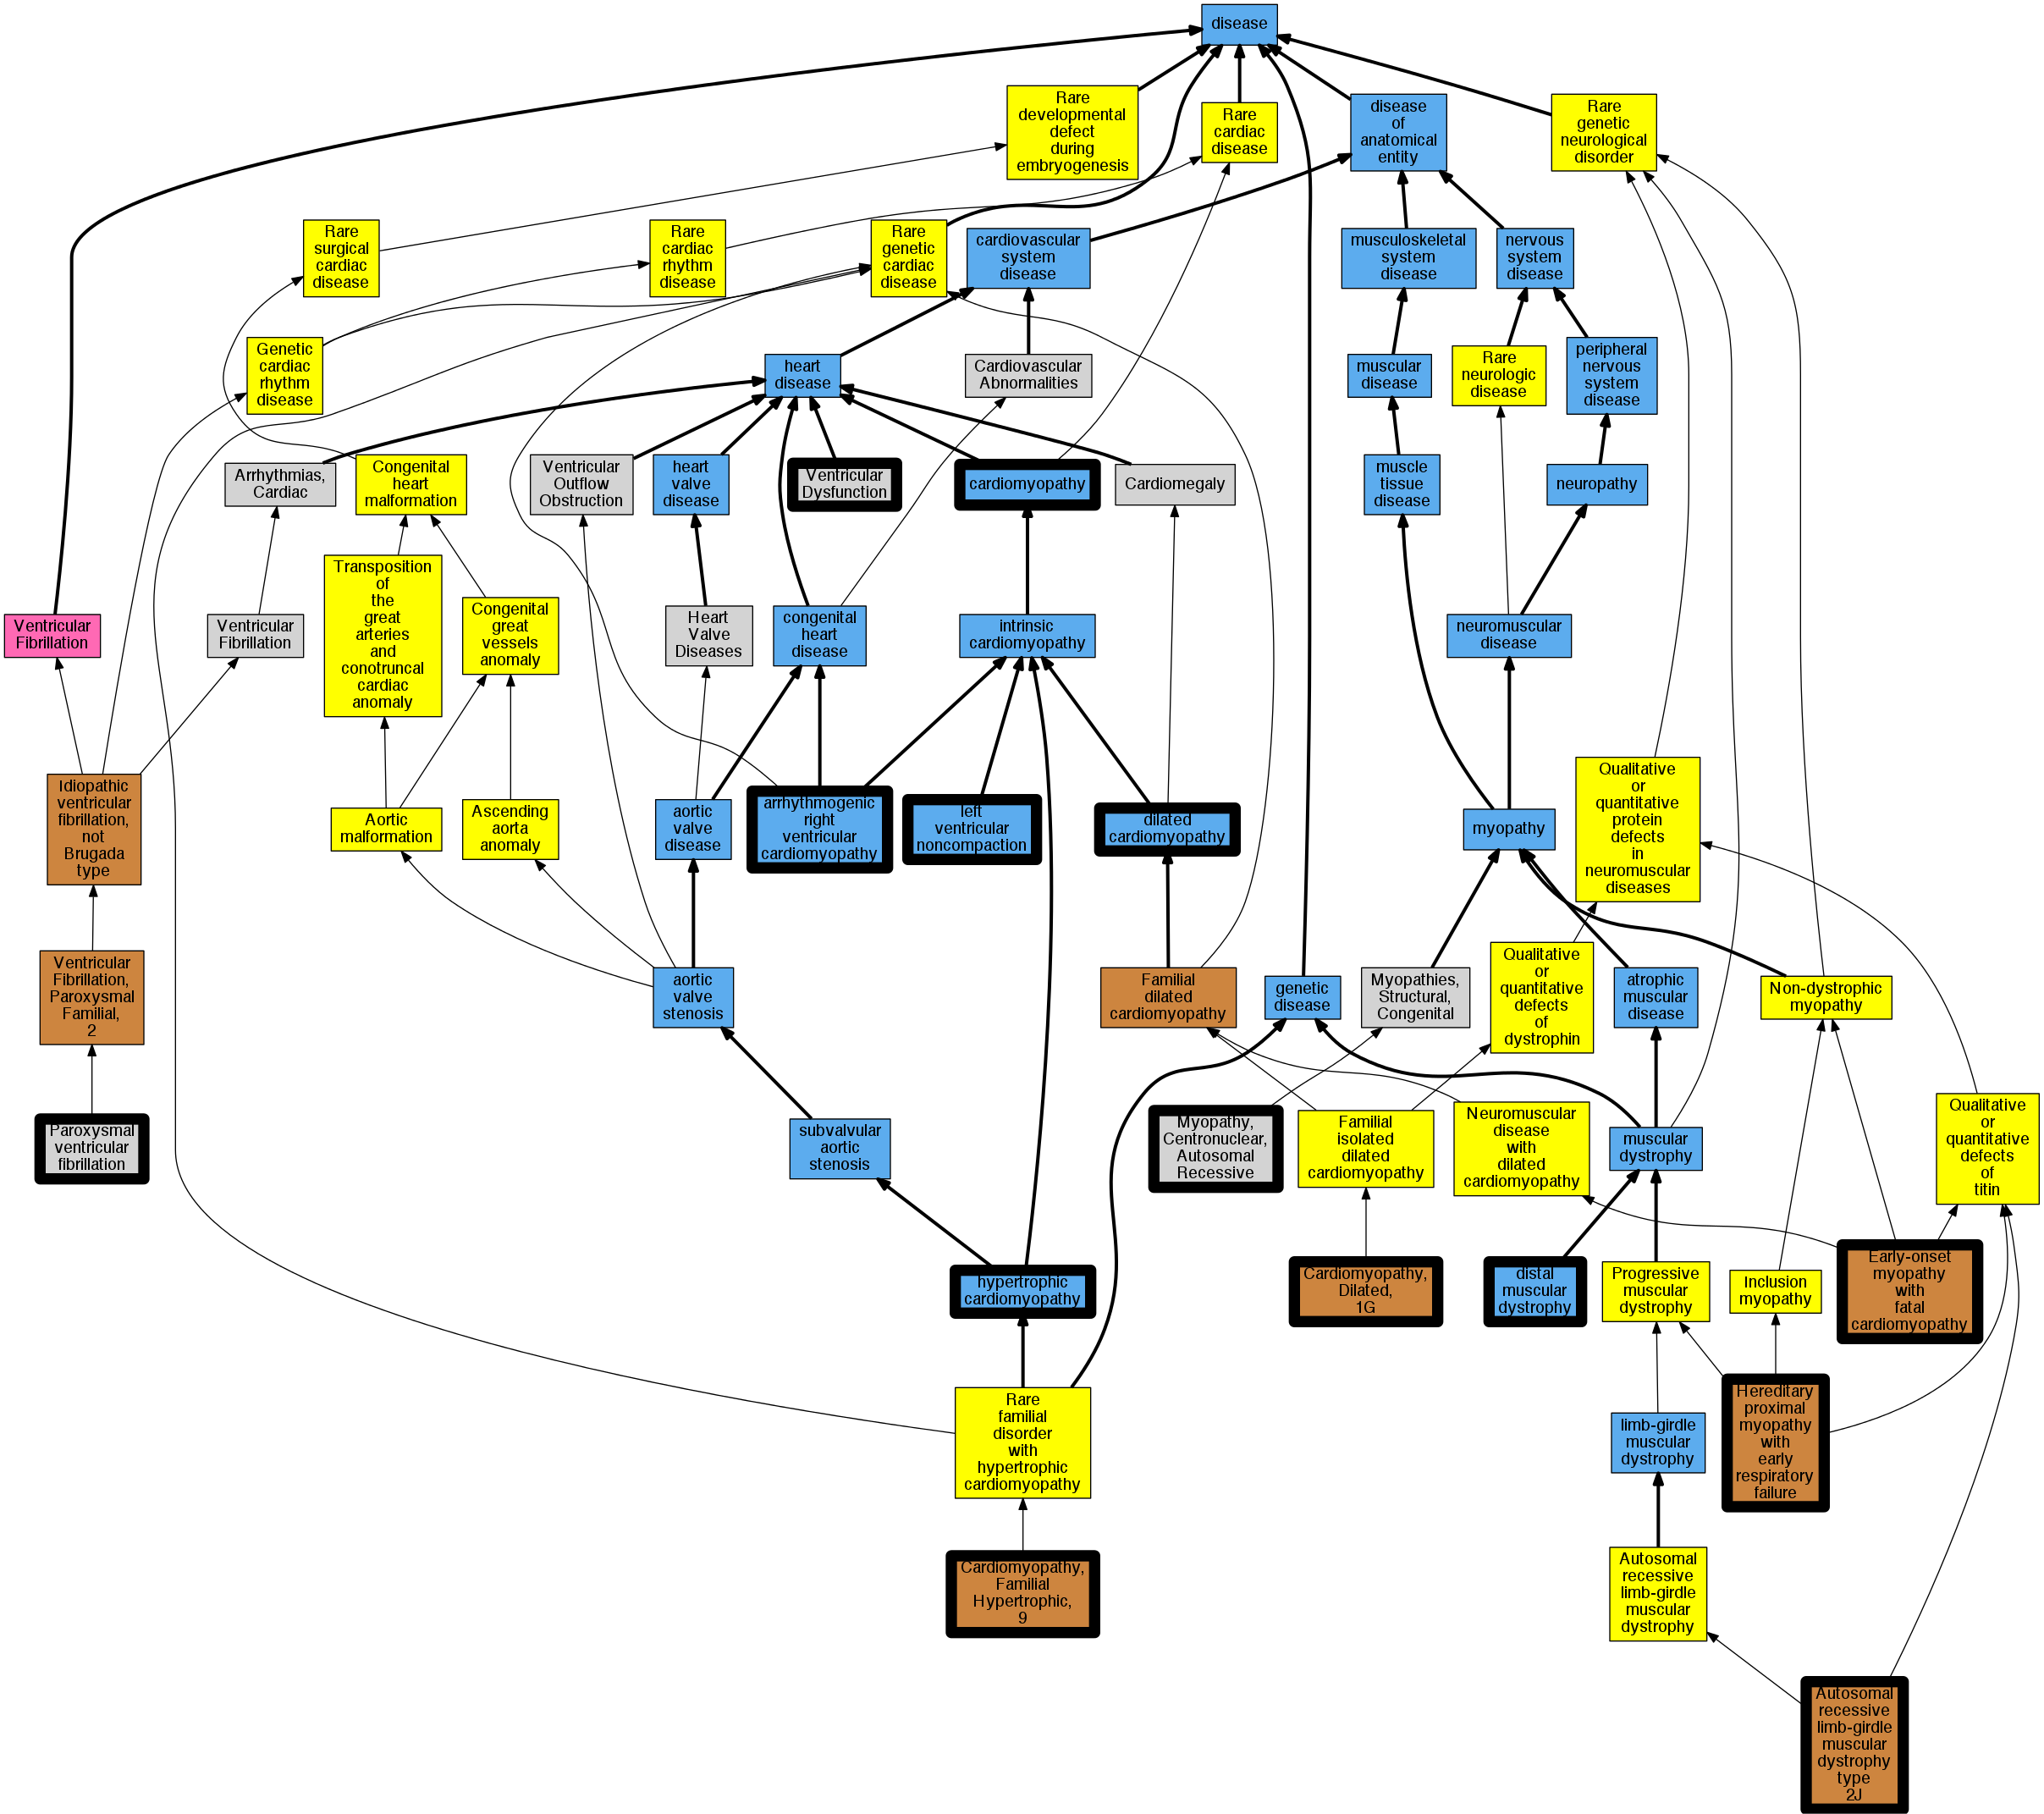 disease
Rare
developmental
defect
during
embryogenesis
Rare
cardiac
disease
disease
of
anatomical
entity
Rare
genetic
neurological
disorder
Rare
surgical
cardiac
disease
Rare
cardiac
rhythm
disease
Rare
genetic
cardiac
disease
cardiovascular
system
disease
musculoskeletal
system
disease
nervous
system
disease
Genetic
cardiac
rhythm
disease
heart
disease
Cardiovascular
Abnormalities
muscular
disease
Rare
neurologic
disease
peripheral
nervous
system
disease
Arrhythmias,
Cardiac
Congenital
heart
malformation
Ventricular
Outflow
Obstruction
heart
valve
disease
Ventricular
Dysfunction
cardiomyopathy
Cardiomegaly
muscle
tissue
disease
neuropathy
Ventricular
Fibrillation
Ventricular
Fibrillation
Transposition
of
the
great
arteries
and
conotruncal
cardiac
anomaly
Congenital
great
vessels
anomaly
Heart
Valve
Diseases
congenital
heart
disease
intrinsic
cardiomyopathy
neuromuscular
disease
Idiopathic
ventricular
fibrillation,
not
Brugada
type
Aortic
malformation
Ascending
aorta
anomaly
aortic
valve
disease
arrhythmogenic
right
ventricular
cardiomyopathy
left
ventricular
noncompaction
dilated
cardiomyopathy
myopathy
Qualitative
or
quantitative
protein
defects
in
neuromuscular
diseases
Ventricular
Fibrillation,
Paroxysmal
Familial,
2
aortic
valve
stenosis
Familial
dilated
cardiomyopathy
genetic
disease
Myopathies,
Structural,
Congenital
Qualitative
or
quantitative
defects
of
dystrophin
atrophic
muscular
disease
Non-dystrophic
myopathy
Paroxysmal
ventricular
fibrillation
subvalvular
aortic
stenosis
Myopathy,
Centronuclear,
Autosomal
Recessive
Familial
isolated
dilated
cardiomyopathy
Neuromuscular
disease
with
dilated
cardiomyopathy
muscular
dystrophy
Qualitative
or
quantitative
defects
of
titin
hypertrophic
cardiomyopathy
Cardiomyopathy,
Dilated,
1G
distal
muscular
dystrophy
Progressive
muscular
dystrophy
Inclusion
myopathy
Early-onset
myopathy
with
fatal
cardiomyopathy
Rare
familial
disorder
with
hypertrophic
cardiomyopathy
limb-girdle
muscular
dystrophy
Hereditary
proximal
myopathy
with
early
respiratory
failure
Cardiomyopathy,
Familial
Hypertrophic,
9
Autosomal
recessive
limb-girdle
muscular
dystrophy
Autosomal
recessive
limb-girdle
muscular
dystrophy
type
2J